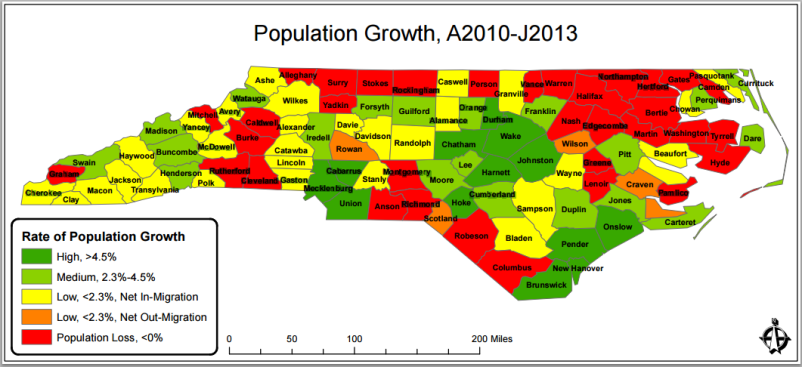 Population Growth, A2010-J2013
Ashe
Alleghany
Surry
Stokes
Rockingham
Caswell
Person
Granville
Vance
Warren
Northampton
Hertford
Gates
Pasquotank
Camden
Currituck
Watauga
Wilkes
Yadkin
Forsyth
Guilford
Alamance
Orange
Durham
Franklin
Halifax
Bertie
Chowan
Perquimans
Mitchell
Avery
Caldwell
Alexander
Iredell
Davie
Davidson
Randolph
Chatham
Wake
Nash
Edgecombe
Martin
Washington
Tyrrell
Dare
Madison
Yancey
Burke
McDowell
Catawba
Rowan
Wilson
Pitt
Beaufort
Hyde
Swain
Haywood
Buncombe
Rutherford
Lincoln
Cabarrus
Montgomery
Lee
Johnston
Greene
Graham
Jackson
Henderson
Polk
Cleveland
Gaston
Stanly
Moore
Harnett
Wayne
Lenoir
Craven
Pamlico
Cherokee
Clay
Macon
Transylvania
Mecklenburg
Union
Anson
Richmond
Hoke
Cumberland
Sampson
Duplin
Jones
Carteret
Scotland
Robeson
Bladen
Pender
Onslow
Columbus
New Hanover
Brunswick
Rate of Population Growth
High, >4.5%
Medium, 2.3%-4.5%
Low, <2.3%, Net In-Migration
Low, <2.3%, Net Out-Migration
Population Loss, <0%
0 50 100 200 Miles